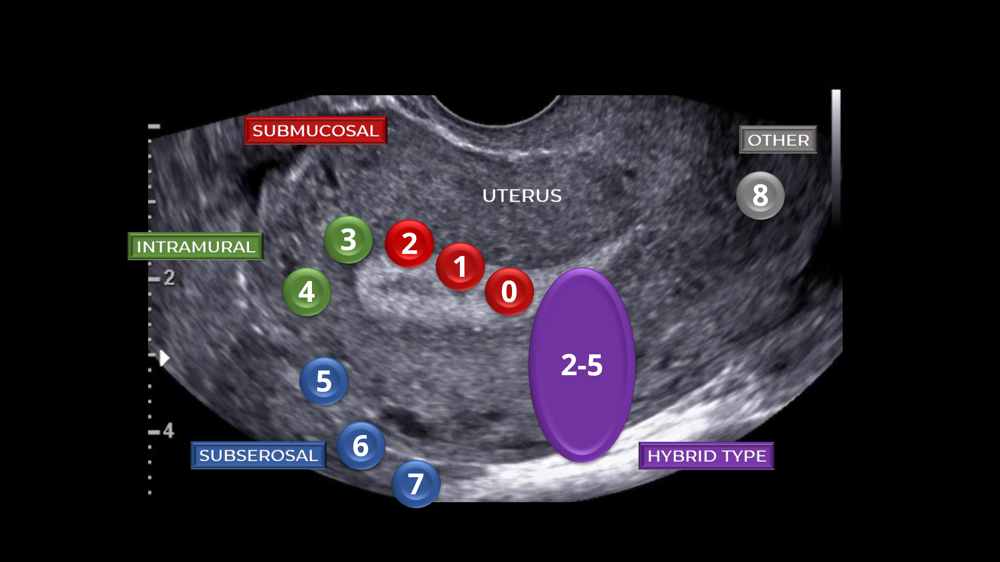 SUBMUCOSAL
OTHER
UTERUS
8
INTRAMURAL
3
2
1
0
2
4
5
2-5
6
4
SUBSEROSAL
HYBRID TYPE
7